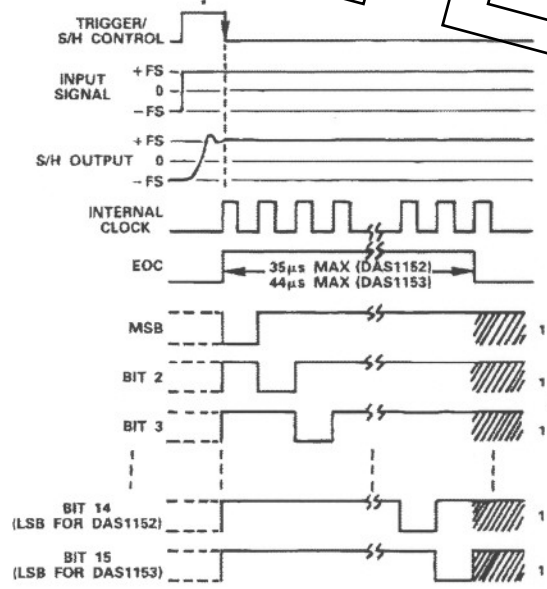 TRIGGER/
S/H CONTROL
INPUT
SIGNAL
+ FS
0
- FS
S/H OUTPUT
+ FS
0
- FS
INTERNAL
CLOCK
EOC
35μs MAX (DAS1152)
44μs MAX (DAS1153)
MSB
1
BIT 2
1
BIT 3
1
BIT 14
(LSB FOR DAS1152)
1
BIT 15
(LSB FOR DAS1153)
1